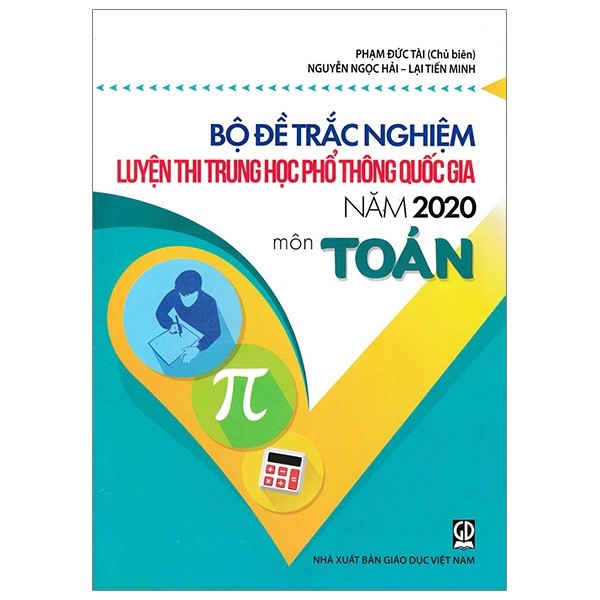 PHẠM ĐỨC TÀI (Chủ biên)
NGUYỄN NGỌC HẢI – LẠI TIẾN MINH
BỘ ĐỀ TRẮC NGHIỆM
LUYỆN THI TRUNG HỌC PHỔ THÔNG QUỐC GIA
NĂM 2020
môn TOÁN
π
GD
NHÀ XUẤT BẢN GIÁO DỤC VIỆT NAM